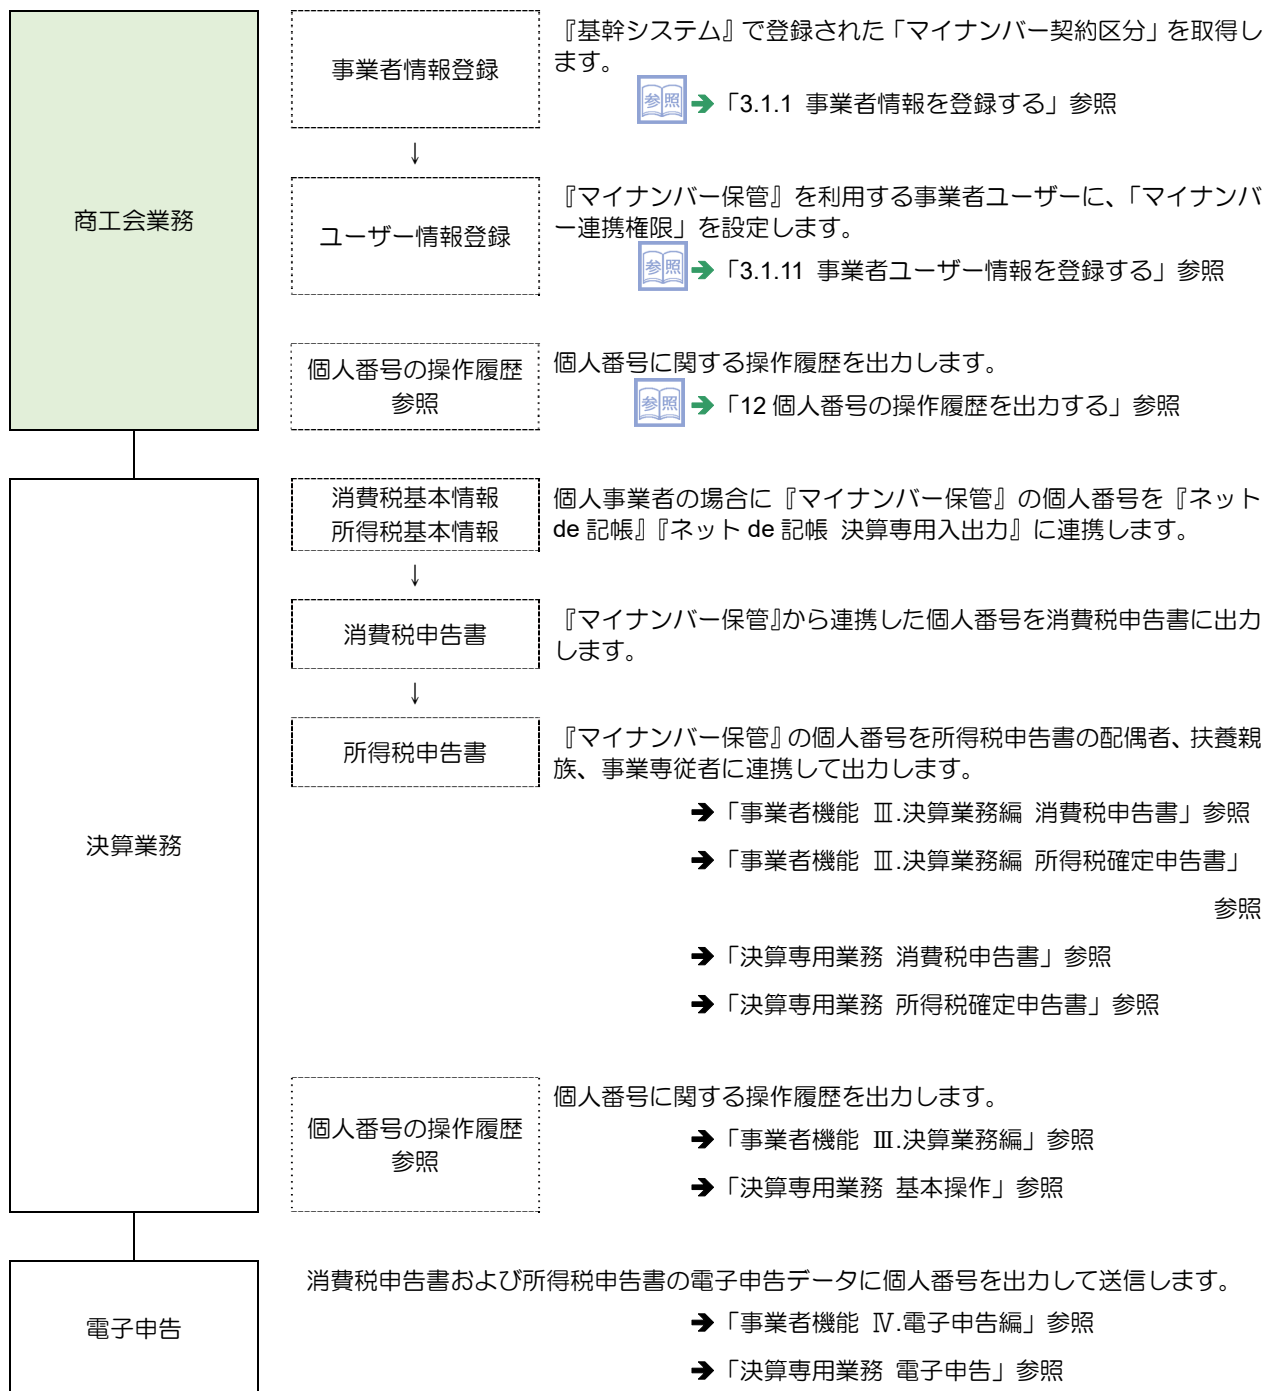 商工会業務
事業者情報登録
『基幹システム』で登録された「マイナンバー契約区分」を取得し
ます。
参照 ➔「3.1.1 事業者情報を登録する」参照
↓
ユーザー情報登録
『マイナンバー保管』を利用する事業者ユーザーに、「マイナンバ
ー連携権限」を設定します。
参照 ➔「3.1.11 事業者ユーザー情報を登録する」参照
個人番号の操作履歴
参照
個人番号に関する操作履歴を出力します。
参照 ➔「12 個人番号の操作履歴を出力する」参照
決算業務
消費税基本情報
所得税基本情報
個人事業者の場合に『マイナンバー保管』の個人番号を『ネット
de 記帳』『ネット de 記帳 決算専用入出力』に連携します。
↓
消費税申告書
『マイナンバー保管』から連携した個人番号を消費税申告書に出力
します。
↓
所得税申告書
『マイナンバー保管』の個人番号を所得税申告書の配偶者、扶養親
族、事業専従者に連携して出力します。
➔「事業者機能 Ⅲ.決算業務編 消費税申告書」参照
➔「事業者機能 Ⅲ.決算業務編 所得税確定申告書」
参照
➔「決算専用業務 消費税申告書」参照
➔「決算専用業務 所得税確定申告書」参照
個人番号の操作履歴
参照
個人番号に関する操作履歴を出力します。
➔「事業者機能 Ⅲ.決算業務編」参照
➔「決算専用業務 基本操作」参照
電子申告
消費税申告書および所得税申告書の電子申告データに個人番号を出力して送信します。
➔「事業者機能 Ⅳ.電子申告編」参照
➔「決算専用業務 電子申告」参照